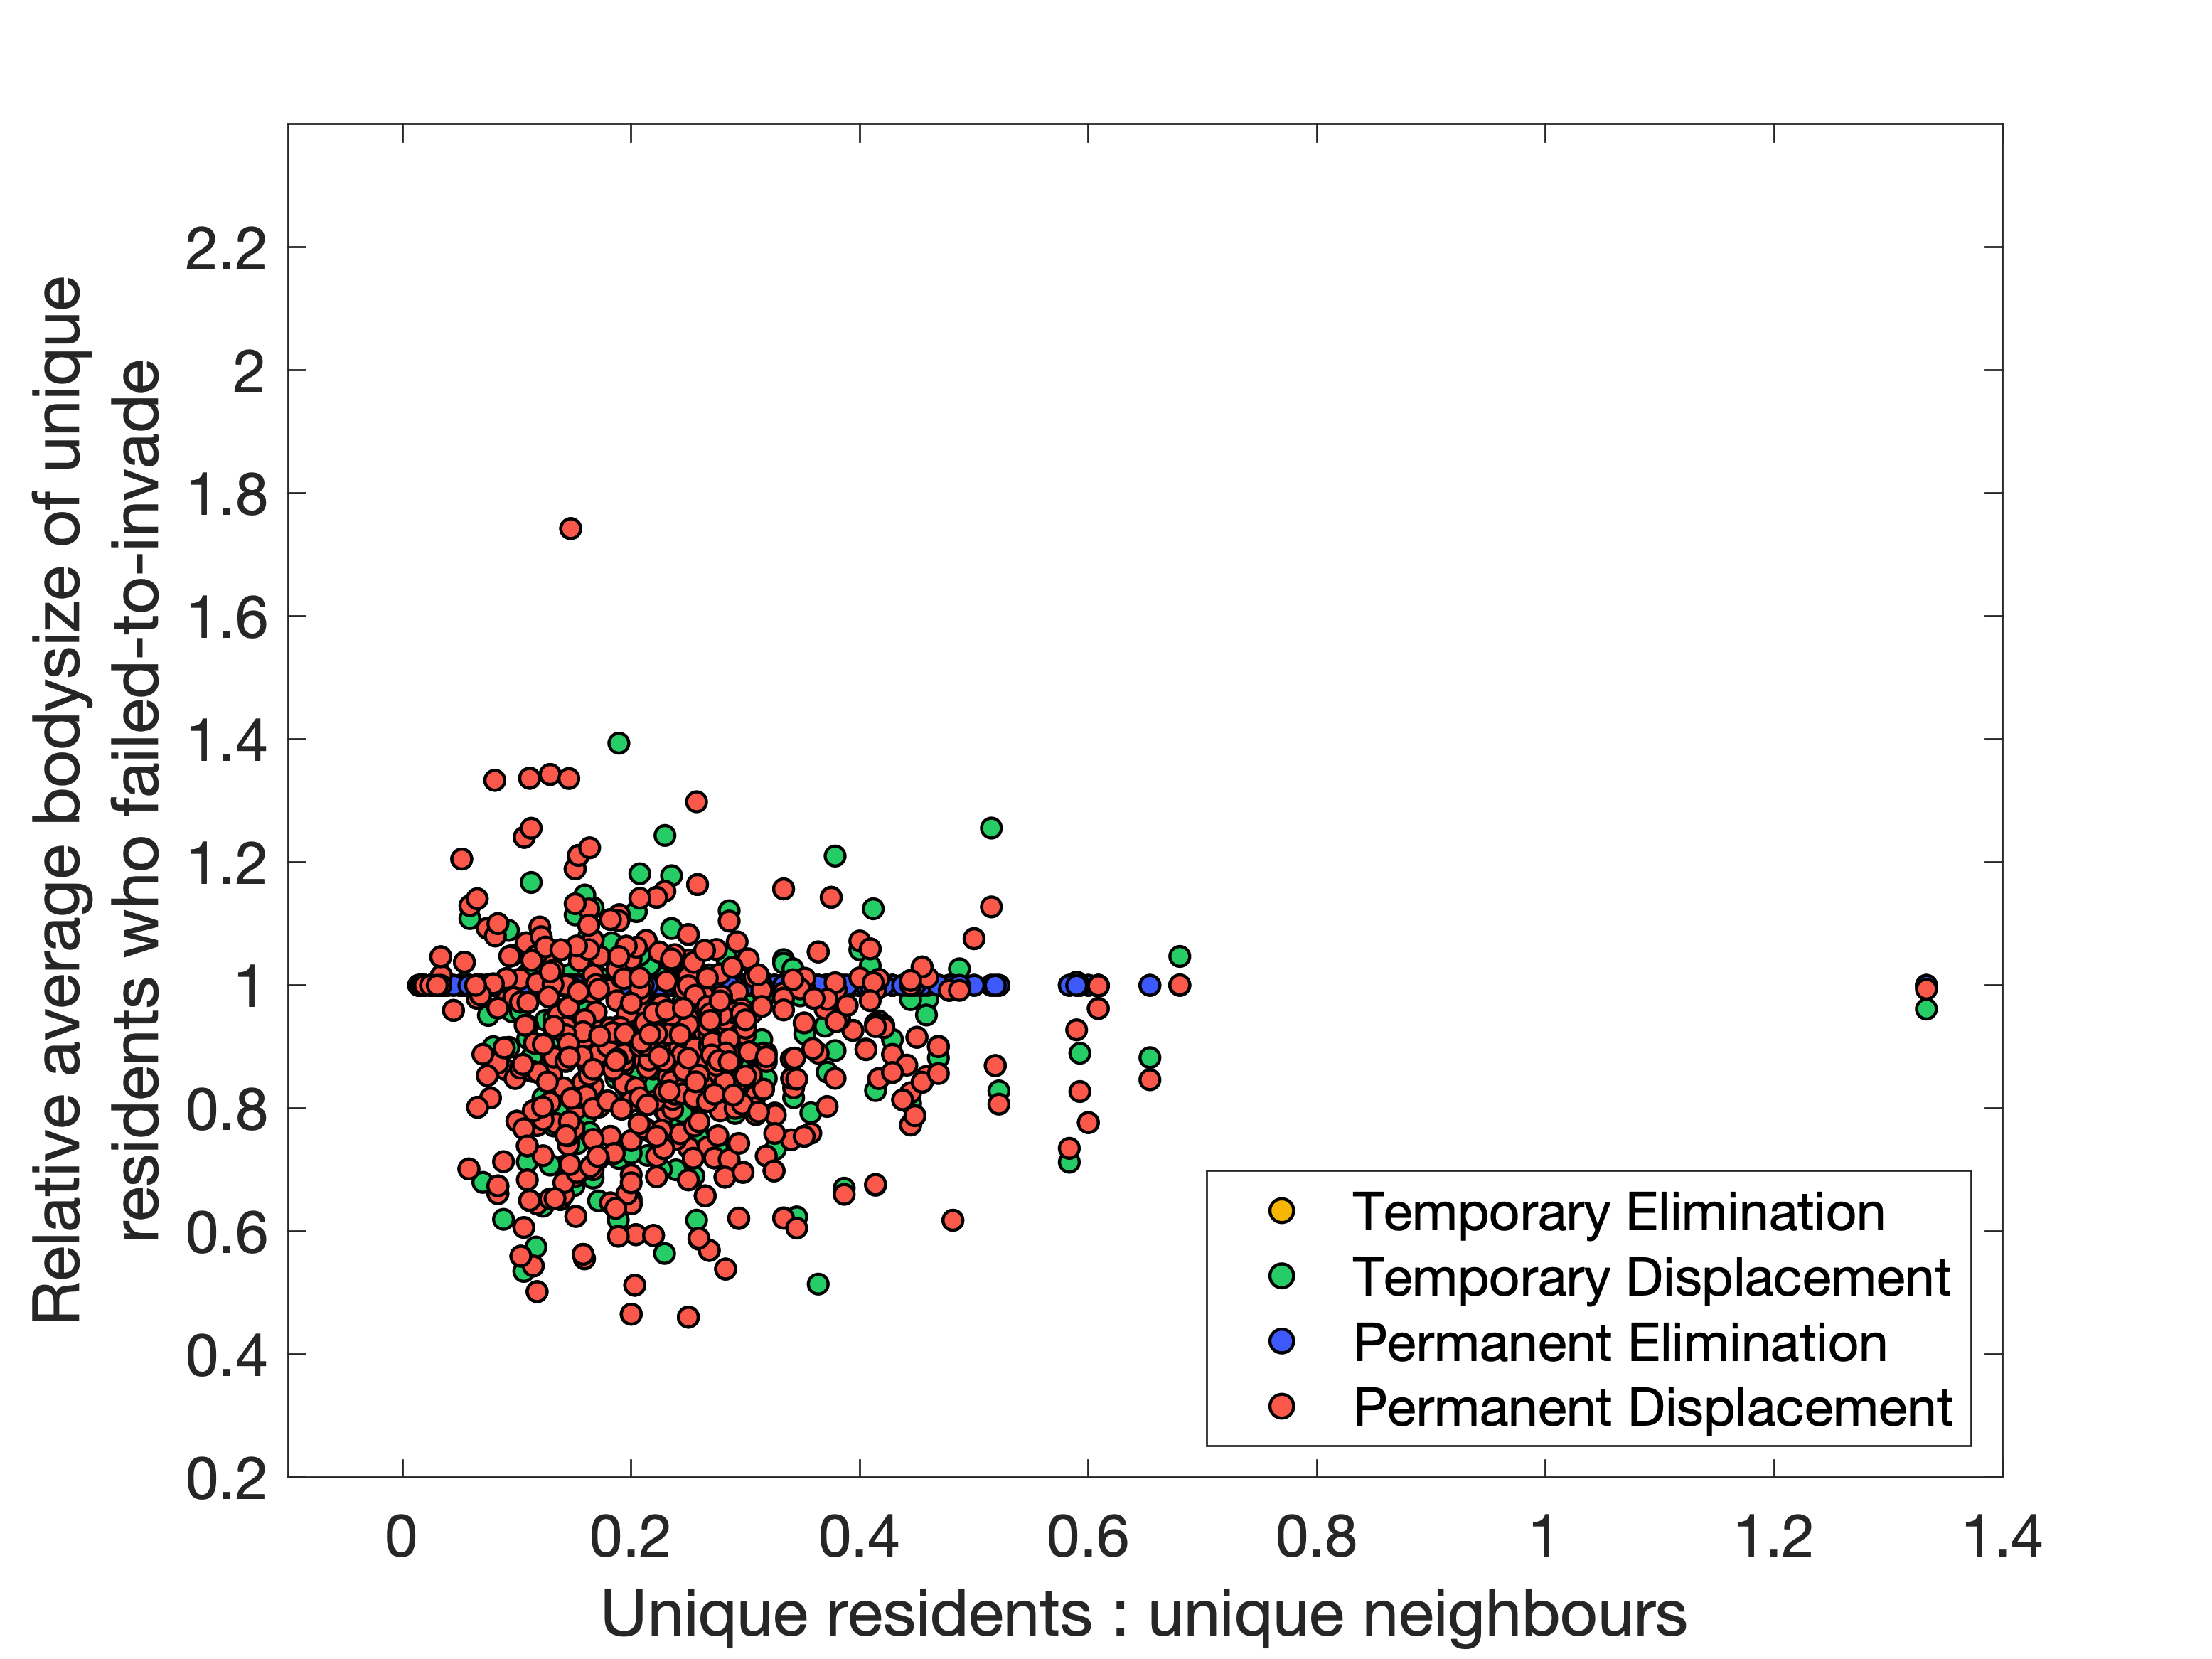 Relative average bodysize of unique
residents who failed-to-invade
2.2
2
1.8
1.6
1.4
1.2
1
0.8
0.6
0.4
0.2
Temporary Elimination
Temporary Displacement
Permanent Elimination
Permanent Displacement
0 0.2 0.4 0.6 0.8 1 1.2 1.4
Unique residents : unique neighbours